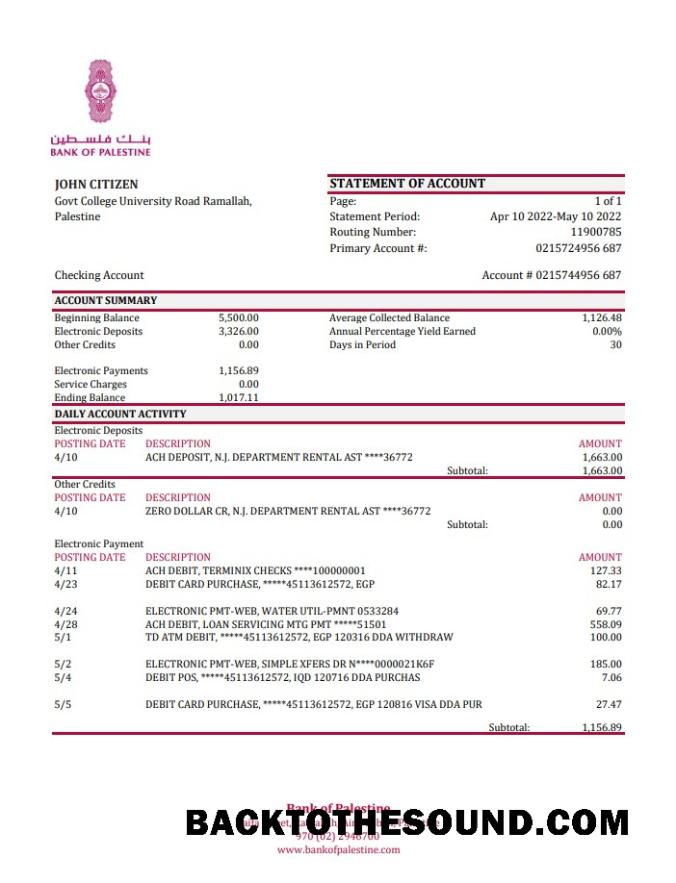 بنك فلسطين
BANK OF PALESTINE
JOHN CITIZEN
Govt College University Road Ramallah,
Palestine
STATEMENT OF ACCOUNT
Page: 1 of 1
Statement Period: Apr 10 2022-May 10 2022
Routing Number: 11900785
Primary Account #: 0215724956 687
Checking Account Account # 0215744956 687
ACCOUNT SUMMARY
Beginning Balance 5,500.00 Average Collected Balance 1,126.48
Electronic Deposits 3,326.00 Annual Percentage Yield Earned 0.00%
Other Credits 0.00 Days in Period 30
Electronic Payments 1,156.89
Service Charges 0.00
Ending Balance 1,017.11
DAILY ACCOUNT ACTIVITY
Electronic Deposits
POSTING DATE DESCRIPTION AMOUNT
4/10 ACH DEPOSIT, N.J. DEPARTMENT RENTAL AST ****36772 1,663.00
Subtotal: 1,663.00
Other Credits
POSTING DATE DESCRIPTION AMOUNT
4/10 ZERO DOLLAR CR, N.J. DEPARTMENT RENTAL AST ****36772 0.00
Subtotal: 0.00
Electronic Payment
POSTING DATE DESCRIPTION AMOUNT
4/11 ACH DEBIT, TERMINIX CHECKS ****100000001 127.33
4/23 DEBIT CARD PURCHASE, *****45113612572, EGP 82.17
4/24 ELECTRONIC PMT-WEB, WATER UTIL-PMNT 0533284 69.77
4/28 ACH DEBIT, LOAN SERVICING MTG PMT *****51501 558.09
5/1 TD ATM DEBIT, *****45113612572, EGP 120316 DDA WITHDRAW 100.00
5/2 ELECTRONIC PMT-WEB, SIMPLE XFERS DR N****0000021K6F 185.00
5/4 DEBIT POS, *****45113612572, IQD 120716 DDA PURCHAS 7.06
5/5 DEBIT CARD PURCHASE, *****45113612572, EGP 120816 VISA DDA PUR 27.47
Subtotal: 1,156.89
Bank of Palestine
BACKTOTHESOUND.COM
970 (02) 2946700
www.bankofpalestine.com